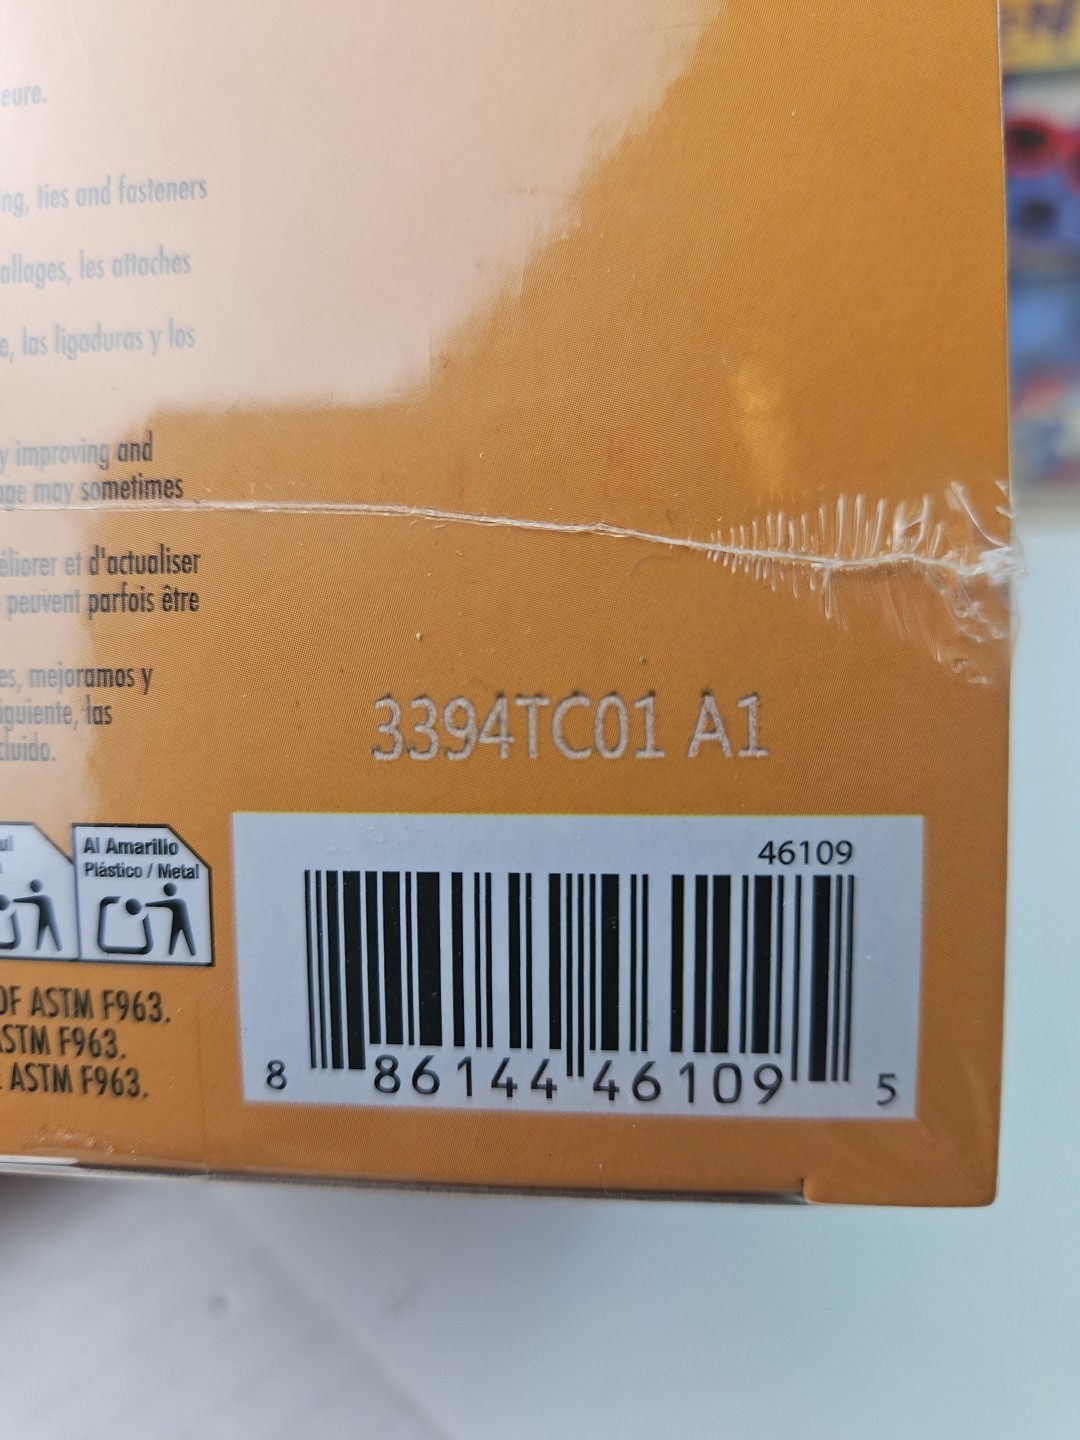 eure.
ng, ties and fasteners
allages, les attaches
e, las ligaduras y los
y improving and
age may sometimes
éliorer et d'actualiser
peuvent parfois être
es, mejoramos y
iguiente, las
cluido.
3394TC01 A1
ul
Al Amarillo
Plástico / Metal
46109
8 86144 46109 5
OF ASTM F963.
ASTM F963.
ASTM F963.